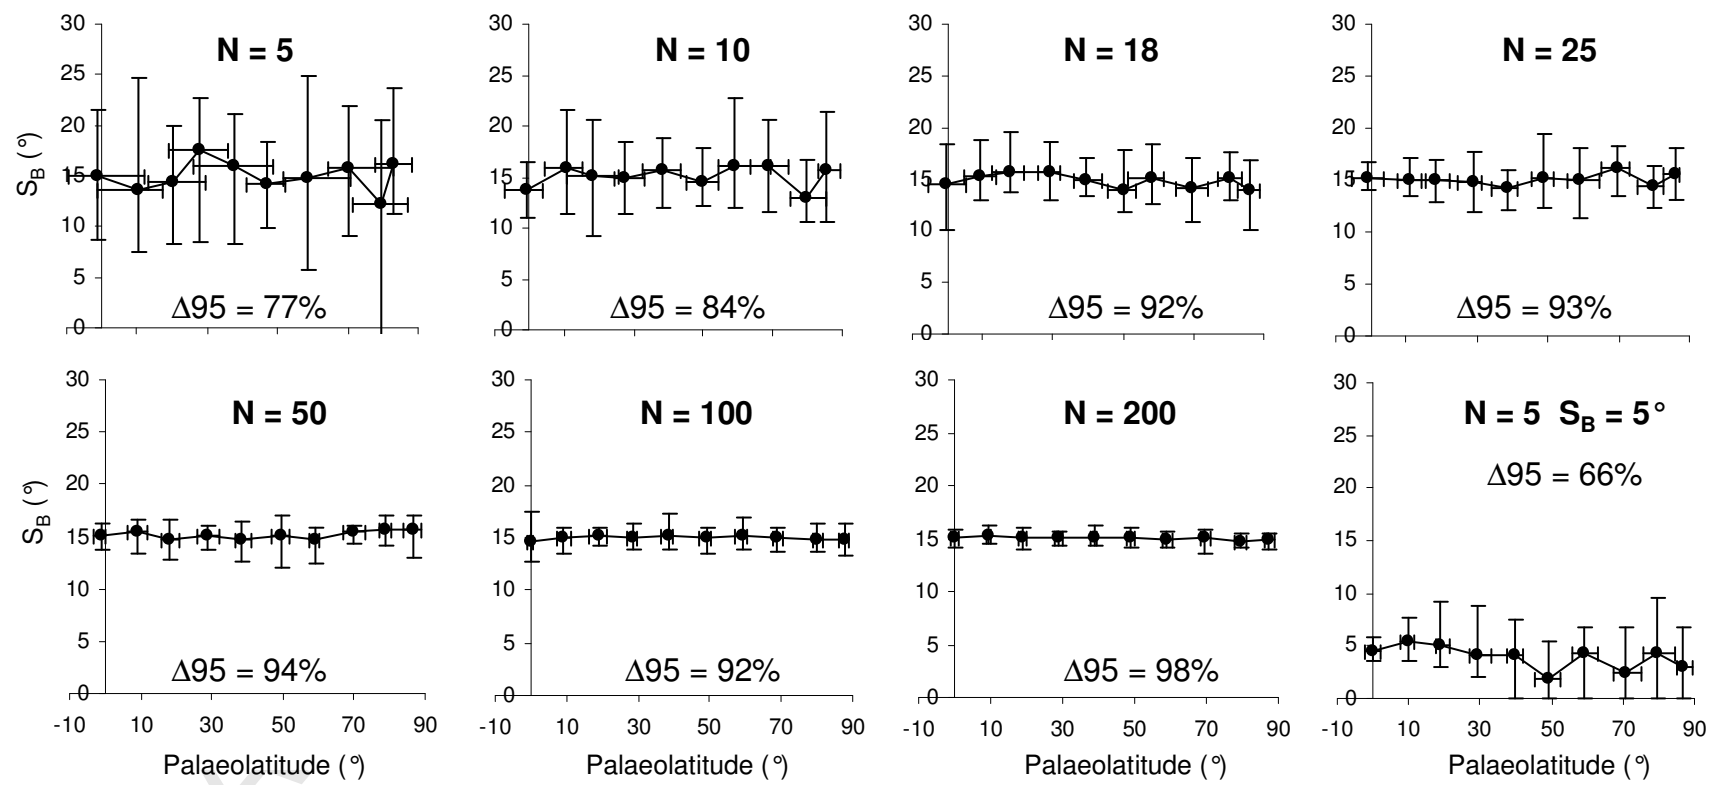 N = 5
N = 10
N = 18
N = 25
30 25 20 15 10 5 0
30 25 20 15 10 5 0
30 25 20 15 10 5 0
30 25 20 15 10 5 0
S_B (°)
Δ95 = 77%
Δ95 = 84%
Δ95 = 92%
Δ95 = 93%
N = 50
N = 100
N = 200
N = 5 S_B = 5°
Δ95 = 66%
30 25 20 15 10 5 0
30 25 20 15 10 5 0
30 25 20 15 10 5 0
30 25 20 15 10 5 0
S_B (°)
Δ95 = 94%
Δ95 = 92%
Δ95 = 98%
-10 10 30 50 70 90
-10 10 30 50 70 90
-10 10 30 50 70 90
-10 10 30 50 70 90
Palaeolatitude (°)
Palaeolatitude (°)
Palaeolatitude (°)
Palaeolatitude (°)